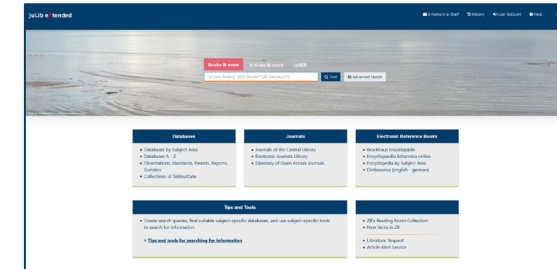 JuLib extended
0 Items in e-Shelf History User account Help
Books & more Articles & more JuSER
Find Advanced Search
Databases
• Databases by Subject Area
• Databases A - Z
• Dissertations, Standards, Patents, Reports, Statistics
• Collections of Tables/Data
Journals
• Journals of the Central Library
• Electronic Journals Library
• Directory of Open Access Journals
Electronic Reference Books
• Brockhaus Enzyklopädie
• Encyclopaedia Britannica online
• Encyclopedia by Subject Area
• Dictionaries (english - german)
Tips and Tools
• Create search queries, find suitable subject-specific databases, and use subject-specific tools
to search for information
» Tips and tools for searching for information
• ZB's Reading Room Collection
• New Items in ZB
• Literature Request
• Article Alert Service